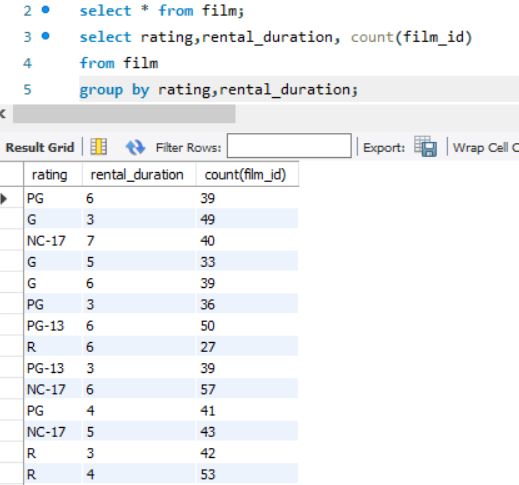 2 select * from film;
3 select rating,rental_duration, count(film_id)
4 from film
5 group by rating,rental_duration;
Result Grid Filter Rows: Export: Wrap Cell C
rating rental_duration count(film_id)
PG 6 39
G 3 49
NC-17 7 40
G 5 33
G 6 39
PG 3 36
PG-13 6 50
R 6 27
PG-13 3 39
NC-17 6 57
PG 4 41
NC-17 5 43
R 3 42
R 4 53